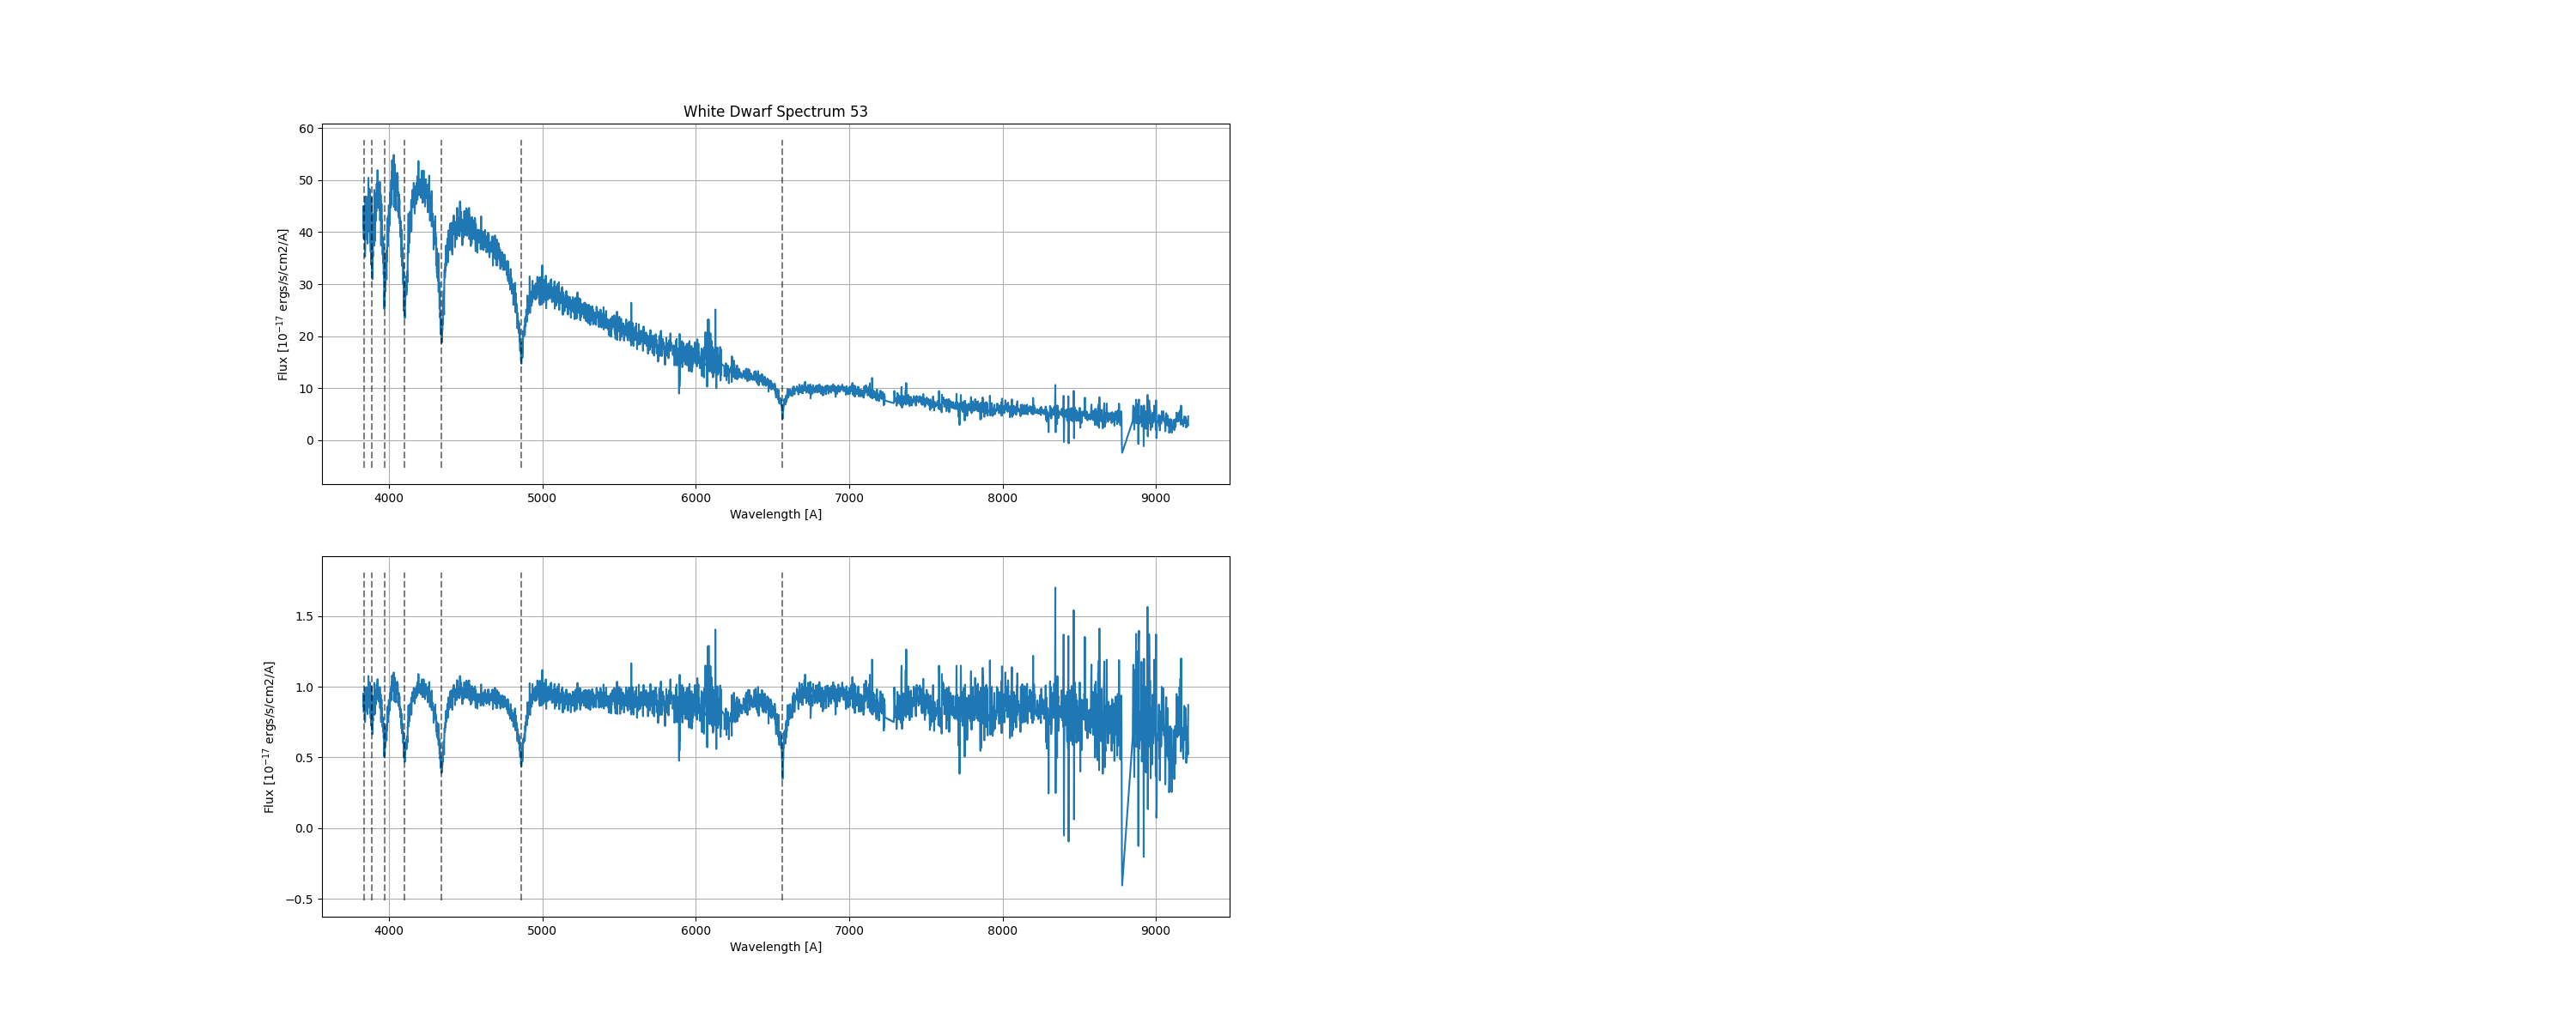 White Dwarf Spectrum 53
Flux [10⁻¹⁷ ergs/s/cm2/A]
60
50
40
30
20
10
0
4000 5000 6000 7000 8000 9000
Wavelength [A]
Flux [10⁻¹⁷ ergs/s/cm2/A]
1.5
1.0
0.5
0.0
−0.5
4000 5000 6000 7000 8000 9000
Wavelength [A]